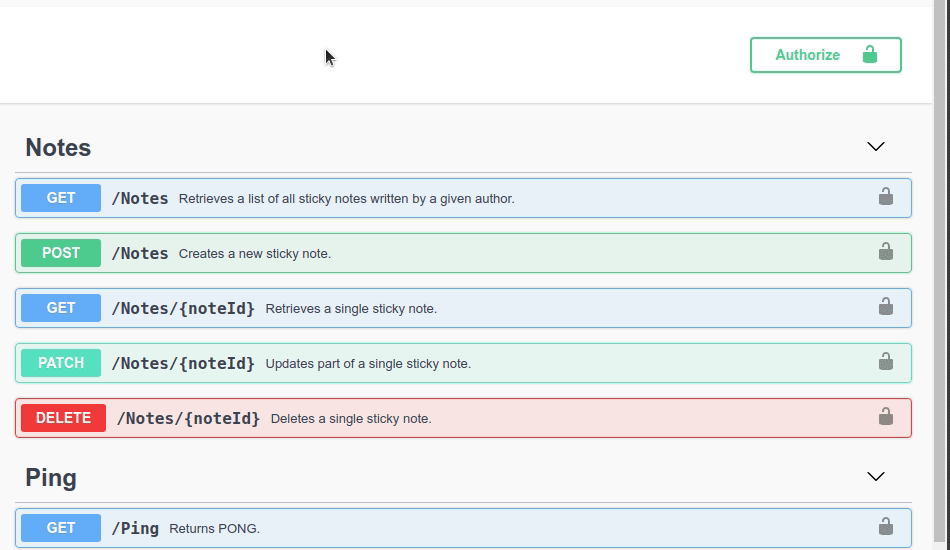 Authorize
Notes
GET /Notes Retrieves a list of all sticky notes written by a given author.
POST /Notes Creates a new sticky note.
GET /Notes/{noteId} Retrieves a single sticky note.
PATCH /Notes/{noteId} Updates part of a single sticky note.
DELETE /Notes/{noteId} Deletes a single sticky note.
Ping
GET /Ping Returns PONG.